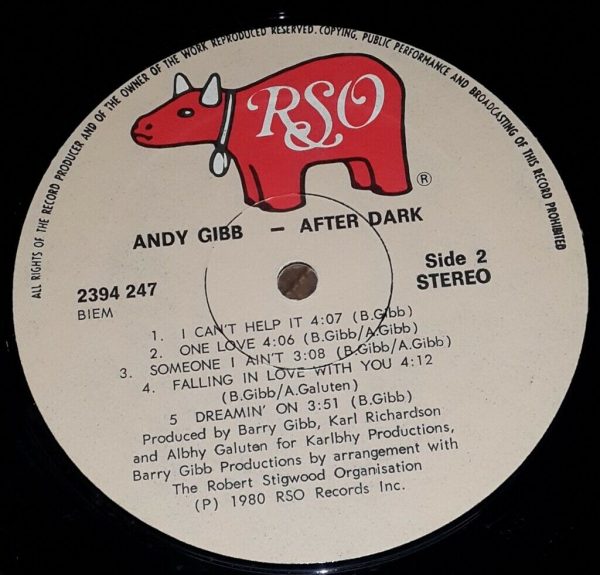 ALL RIGHTS OF THE RECORD PRODUCER AND OF THE OWNER OF THE WORK REPRODUCED RESERVED. COPYING, PUBLIC PERFORMANCE AND BROADCASTING OF THIS RECORD PROHIBITED
RSO
®
ANDY GIBB – AFTER DARK
2394 247
BIEM
Side 2
STEREO
1. I CAN'T HELP IT 4:07 (B.Gibb)
2. ONE LOVE 4:06 (B.Gibb/A.Gibb)
3. SOMEONE I AIN'T 3:08 (B.Gibb/A.Gibb)
4. FALLING IN LOVE WITH YOU 4:12
(B.Gibb/A.Galuten)
5 DREAMIN' ON 3:51 (B.Gibb)
Produced by Barry Gibb, Karl Richardson
and Albhy Galuten for Karlbhy Productions,
Barry Gibb Productions by arrangement with
The Robert Stigwood Organisation
(P) 1980 RSO Records Inc.